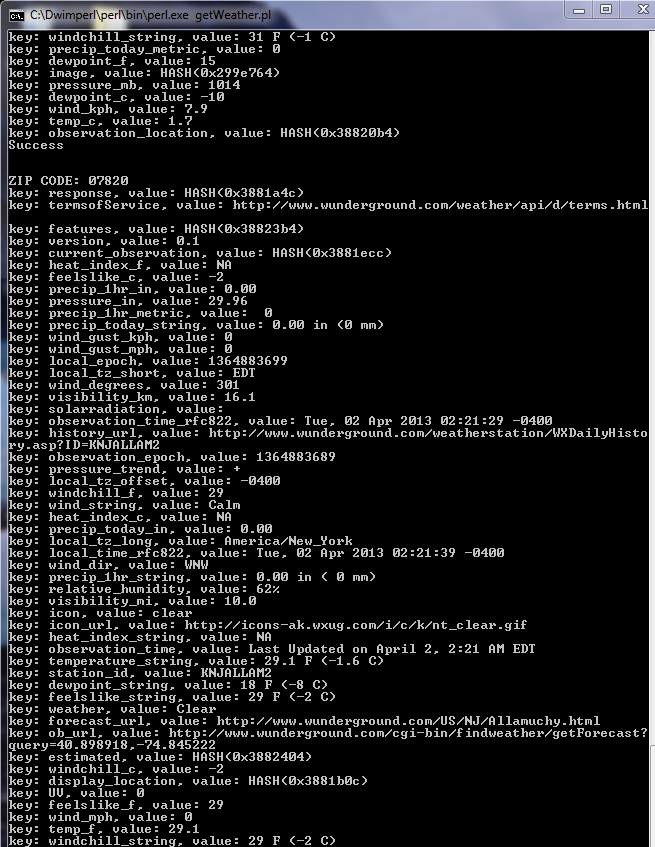 C:\Dwimperl\perl\bin\perl.exe getWeather.pl
key: windchill_string, value: 31 F (-1 C)
key: precip_today_metric, value: 0
key: dewpoint_f, value: 15
key: image, value: HASH(0x299e764)
key: pressure_mb, value: 1014
key: dewpoint_c, value: -10
key: wind_kph, value: 7.9
key: temp_c, value: 1.7
key: observation_location, value: HASH(0x38820b4)
Success
ZIP CODE: 07820
key: response, value: HASH(0x3881a4c)
key: termsofService, value: http://www.wunderground.com/weather/api/d/terms.html
key: features, value: HASH(0x38823b4)
key: version, value: 0.1
key: current_observation, value: HASH(0x3881ecc)
key: heat_index_f, value: NA
key: feelslike_c, value: -2
key: precip_1hr_in, value: 0.00
key: pressure_in, value: 29.96
key: precip_1hr_metric, value:  0
key: precip_today_string, value: 0.00 in (0 mm)
key: wind_gust_kph, value: 0
key: wind_gust_mph, value: 0
key: local_epoch, value: 1364883699
key: local_tz_short, value: EDT
key: wind_degrees, value: 301
key: visibility_km, value: 16.1
key: solarradiation, value:
key: observation_time_rfc822, value: Tue, 02 Apr 2013 02:21:29 -0400
key: history_url, value: http://www.wunderground.com/weatherstation/WXDailyHisto
ry.asp?ID=KNJALLAM2
key: observation_epoch, value: 1364883689
key: pressure_trend, value: +
key: local_tz_offset, value: -0400
key: windchill_f, value: 29
key: wind_string, value: Calm
key: heat_index_c, value: NA
key: precip_today_in, value: 0.00
key: local_tz_long, value: America/New_York
key: local_time_rfc822, value: Tue, 02 Apr 2013 02:21:39 -0400
key: wind_dir, value: WNW
key: precip_1hr_string, value: 0.00 in ( 0 mm)
key: relative_humidity, value: 62%
key: visibility_mi, value: 10.0
key: icon, value: clear
key: icon_url, value: http://icons-ak.wxug.com/i/c/k/nt_clear.gif
key: heat_index_string, value: NA
key: observation_time, value: Last Updated on April 2, 2:21 AM EDT
key: temperature_string, value: 29.1 F (-1.6 C)
key: station_id, value: KNJALLAM2
key: dewpoint_string, value: 18 F (-8 C)
key: feelslike_string, value: 29 F (-2 C)
key: weather, value: Clear
key: forecast_url, value: http://www.wunderground.com/US/NJ/Allamuchy.html
key: ob_url, value: http://www.wunderground.com/cgi-bin/findweather/getForecast?
query=40.898918,-74.845222
key: estimated, value: HASH(0x3882404)
key: windchill_c, value: -2
key: display_location, value: HASH(0x3881b0c)
key: UV, value: 0
key: feelslike_f, value: 29
key: wind_mph, value: 0
key: temp_f, value: 29.1
key: windchill_string, value: 29 F (-2 C)